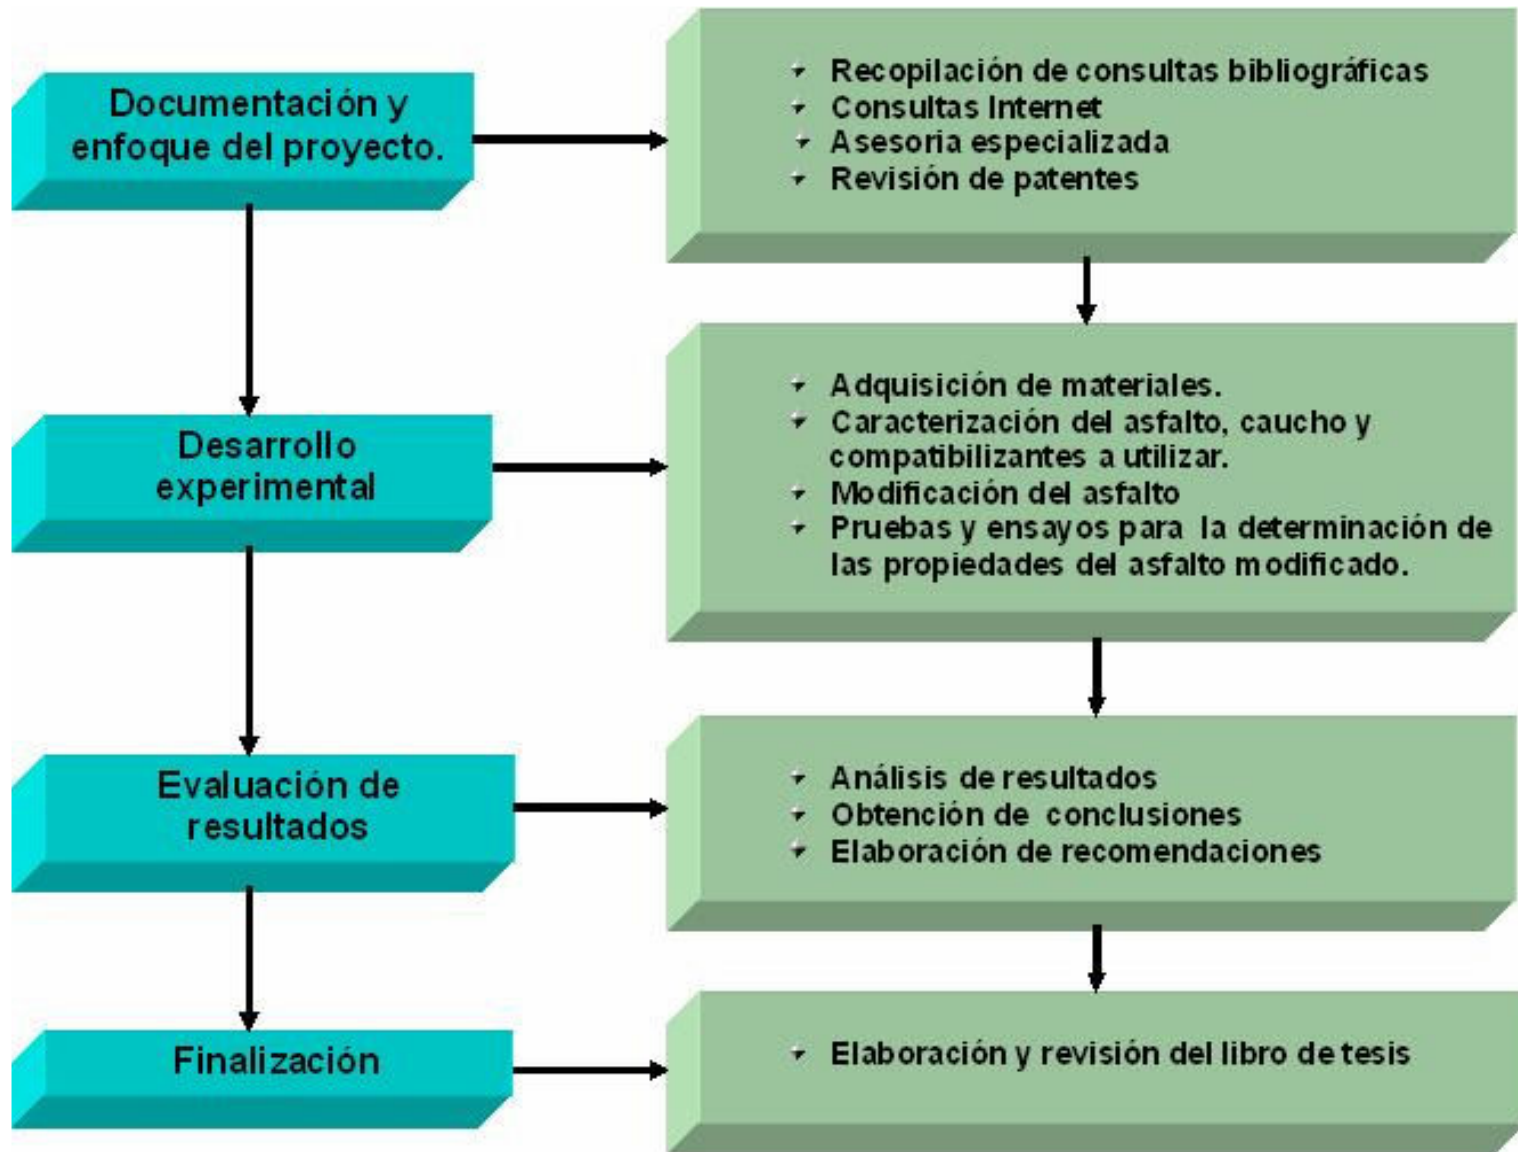 Documentación y
enfoque del proyecto.
Recopilación de consultas bibliográficas
Consultas Internet
Asesoria especializada
Revisión de patentes
Desarrollo
experimental
Adquisición de materiales.
Caracterización del asfalto, caucho y
compatibilizantes a utilizar.
Modificación del asfalto
Pruebas y ensayos para la determinación de
las propiedades del asfalto modificado.
Evaluación de
resultados
Análisis de resultados
Obtención de conclusiones
Elaboración de recomendaciones
Finalización
Elaboración y revisión del libro de tesis